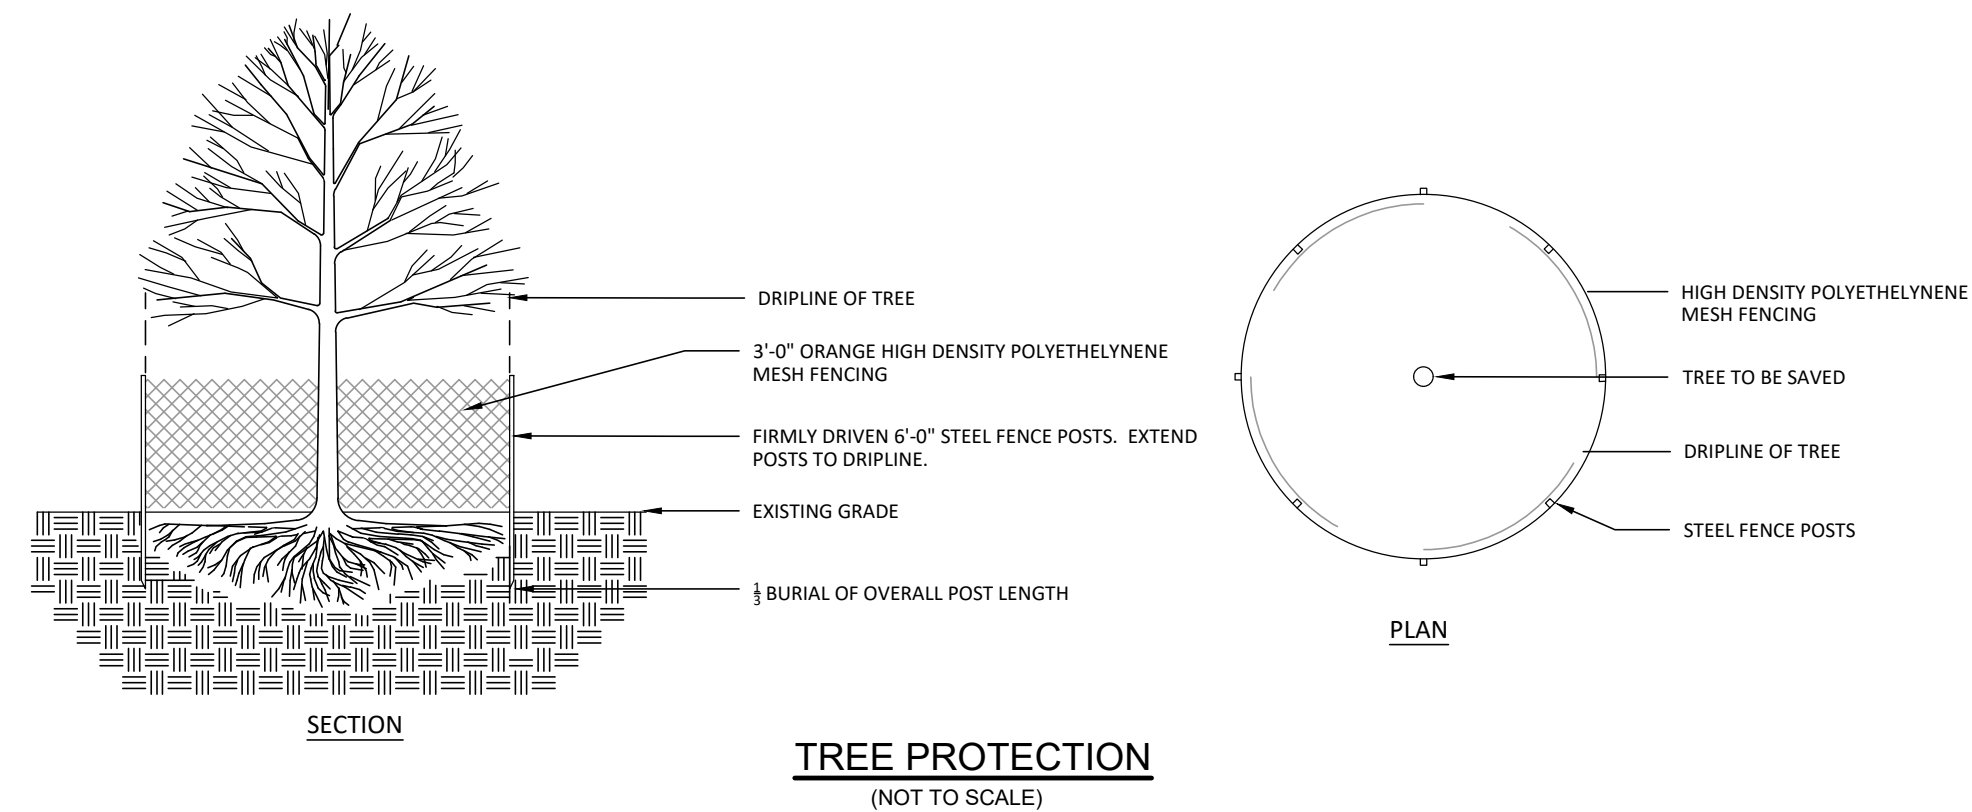 DRIPLINE OF TREE
3'-0" ORANGE HIGH DENSITY POLYETHELYNENE
MESH FENCING
FIRMLY DRIVEN 6'-0" STEEL FENCE POSTS. EXTEND
POSTS TO DRIPLINE.
EXISTING GRADE
⅓ BURIAL OF OVERALL POST LENGTH
SECTION
HIGH DENSITY POLYETHELYNENE
MESH FENCING
TREE TO BE SAVED
DRIPLINE OF TREE
STEEL FENCE POSTS
PLAN
TREE PROTECTION
(NOT TO SCALE)